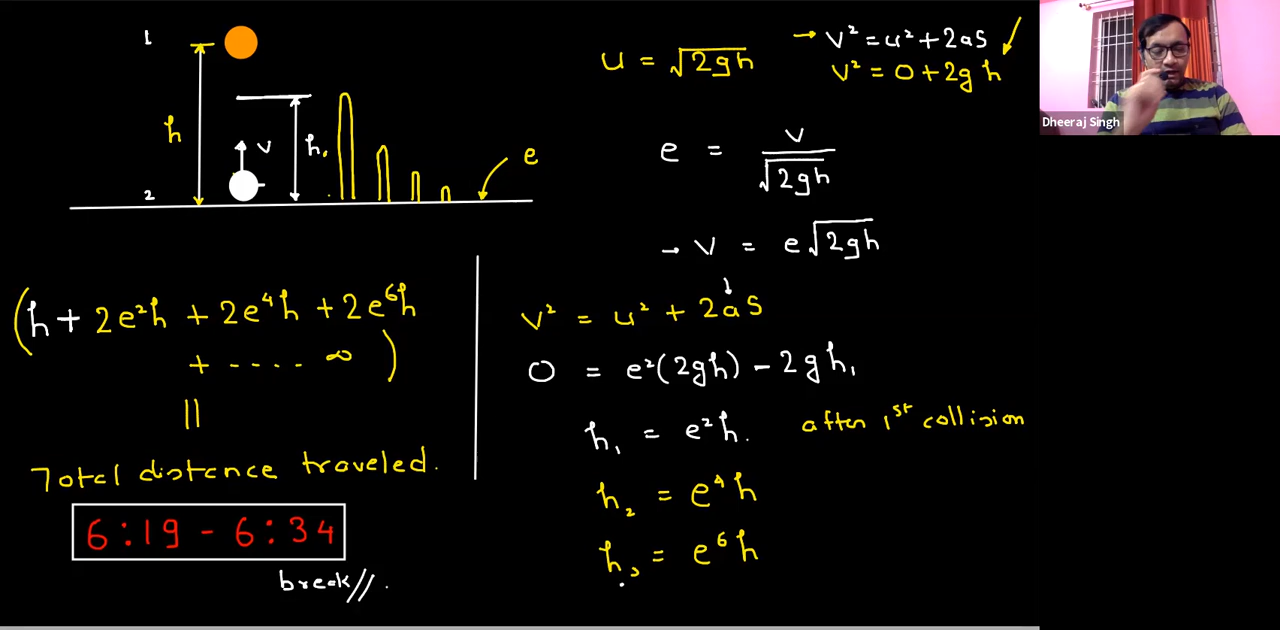 1
h
v
h₁
e
2
u = √2gh
→ v² = u² + 2as
v² = 0 + 2gh
Dheeraj Singh
e = v / √2gh
→ v = e√2gh
(h + 2e²h + 2e⁴h + 2e⁶h
+ .... ∞ )
||
Total distance traveled.
6:19 - 6:34
break//.
v² = u² + 2as
0 = e²(2gh) - 2gh₁
h₁ = e²h. after 1st collision
h₂ = e⁴h
h₃ = e⁶h